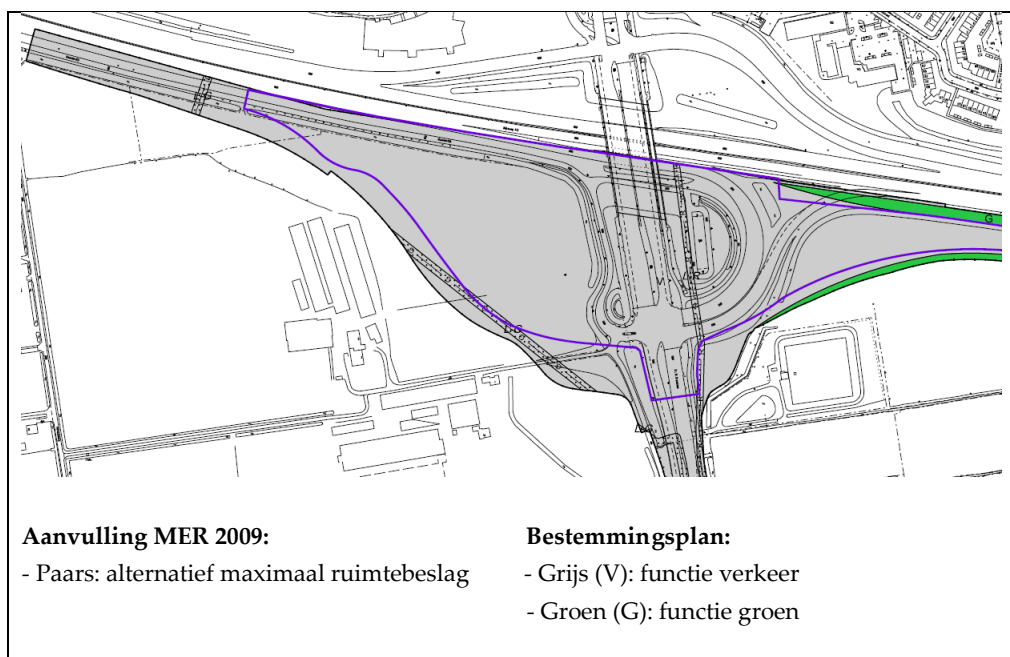 G
V
L-G
L-G
Aanvulling MER 2009:
- Paars: alternatief maximaal ruimtebeslag
Bestemmingsplan:
- Grijs (V): functie verkeer
- Groen (G): functie groen